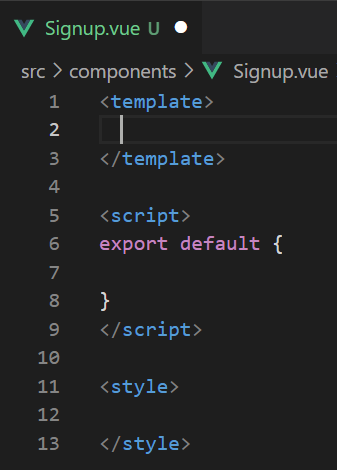 Signup.vue U
src > components > Signup.vue
1 <template>
2
3 </template>
4
5 <script>
6 export default {
7
8 }
9 </script>
10
11 <style>
12
13 </style>